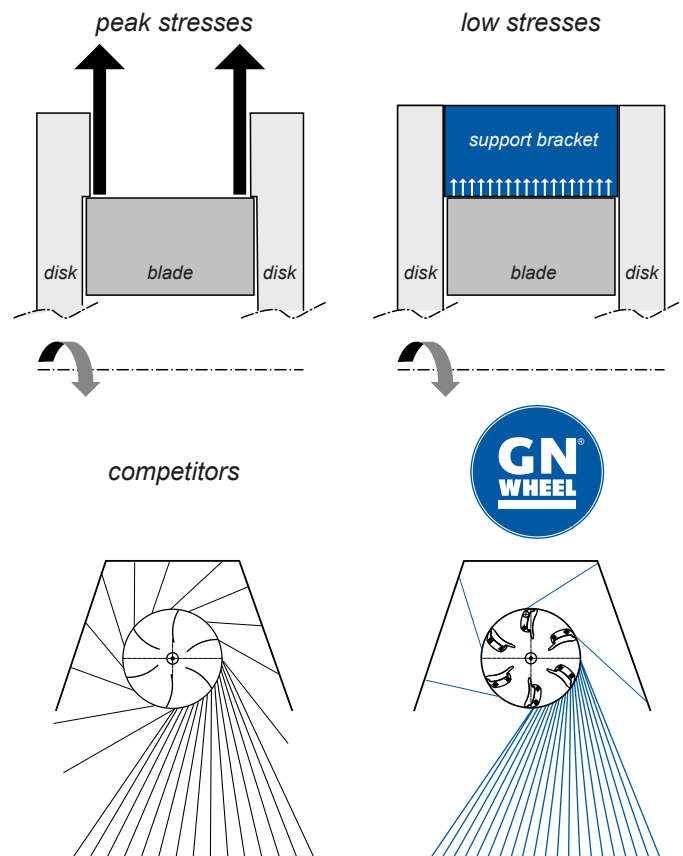 peak stresses
low stresses
support bracket
disk
blade
disk
disk
blade
disk
competitors
GN®
WHEEL